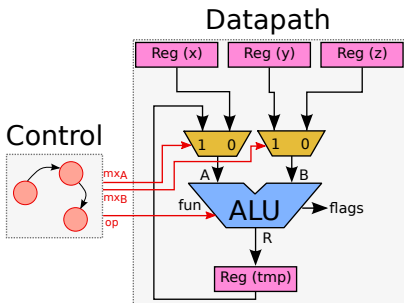 Datapath
Reg (x) Reg (y) Reg (z)
Control
1 0 1 0
mxA
mxB
A B
fun ALU flags
op
R
Reg (tmp)